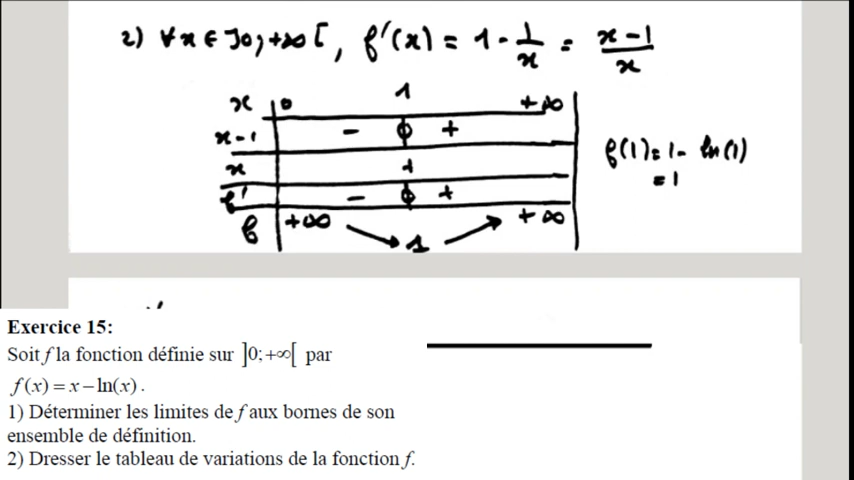 2) ∀x ∈ ]0; +∞[, f'(x) = 1 - 1/x = (x-1)/x
x 0 1 +∞
x-1 - 0 +
x +
f' - 0 +
f +∞ 1 +∞
f(1) = 1 - ln(1)
= 1
Exercice 15:
Soit f la fonction définie sur ]0;+∞[ par
f(x) = x - ln(x).
1) Déterminer les limites de f aux bornes de son
ensemble de définition.
2) Dresser le tableau de variations de la fonction f.